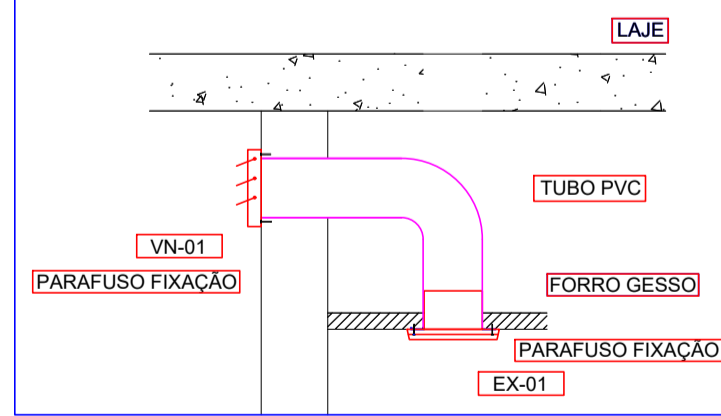 LAJE
TUBO PVC
VN-01
PARAFUSO FIXAÇÃO
FORRO GESSO
PARAFUSO FIXAÇÃO
EX-01